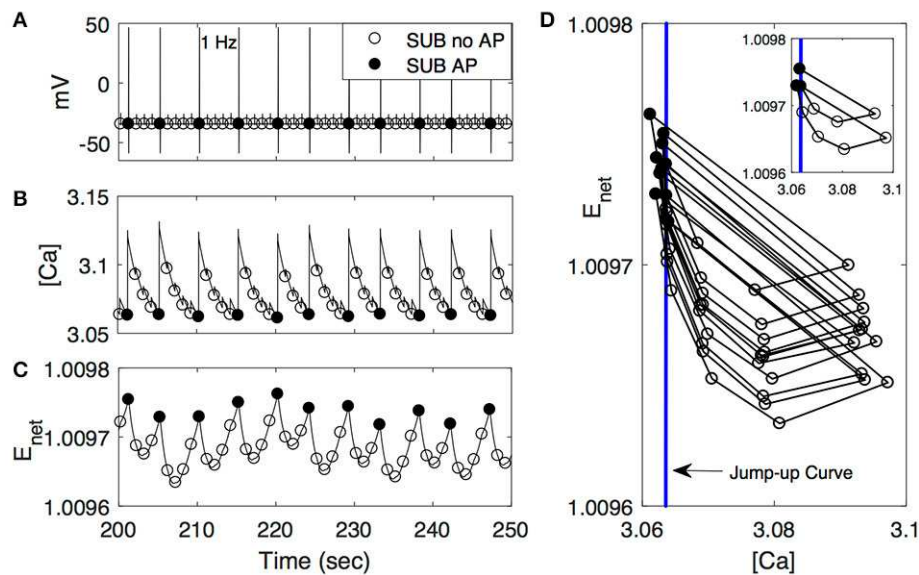 A
50
0
-50
mV
1 Hz
SUB no AP
SUB AP
B
3.15
3.1
3.05
[Ca]
C
1.0098
1.0097
1.0096
E_net
200
210
220
230
240
250
Time (sec)
D
1.0098
1.0097
1.0096
E_net
3.06
3.08
3.1
[Ca]
Jump-up Curve
1.0098
1.0097
1.0096
3.06
3.08
3.1